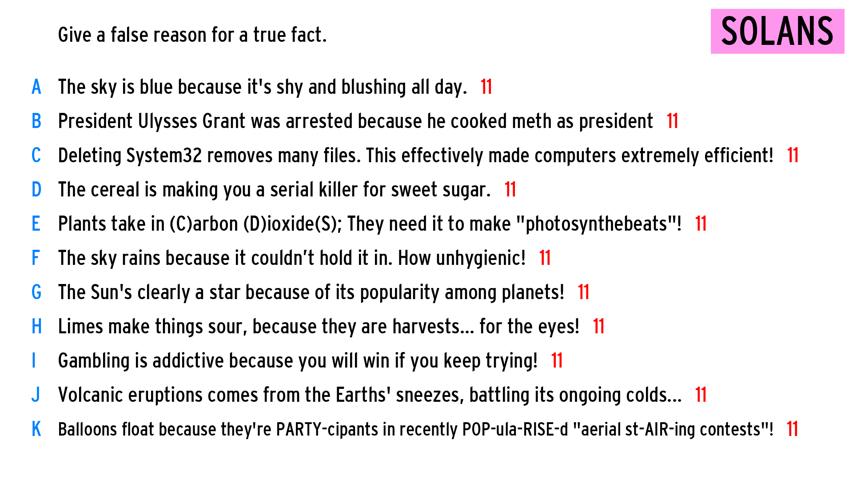 Give a false reason for a true fact.
SOLANS
A The sky is blue because it's shy and blushing all day. 11
B President Ulysses Grant was arrested because he cooked meth as president 11
C Deleting System32 removes many files. This effectively made computers extremely efficient! 11
D The cereal is making you a serial killer for sweet sugar. 11
E Plants take in (C)arbon (D)ioxide(S); They need it to make "photosynthebeats"! 11
F The sky rains because it couldn’t hold it in. How unhygienic! 11
G The Sun's clearly a star because of its popularity among planets! 11
H Limes make things sour, because they are harvests... for the eyes! 11
I Gambling is addictive because you will win if you keep trying! 11
J Volcanic eruptions comes from the Earths' sneezes, battling its ongoing colds... 11
K Balloons float because they're PARTY-cipants in recently POP-ula-RISE-d "aerial st-AIR-ing contests"! 11